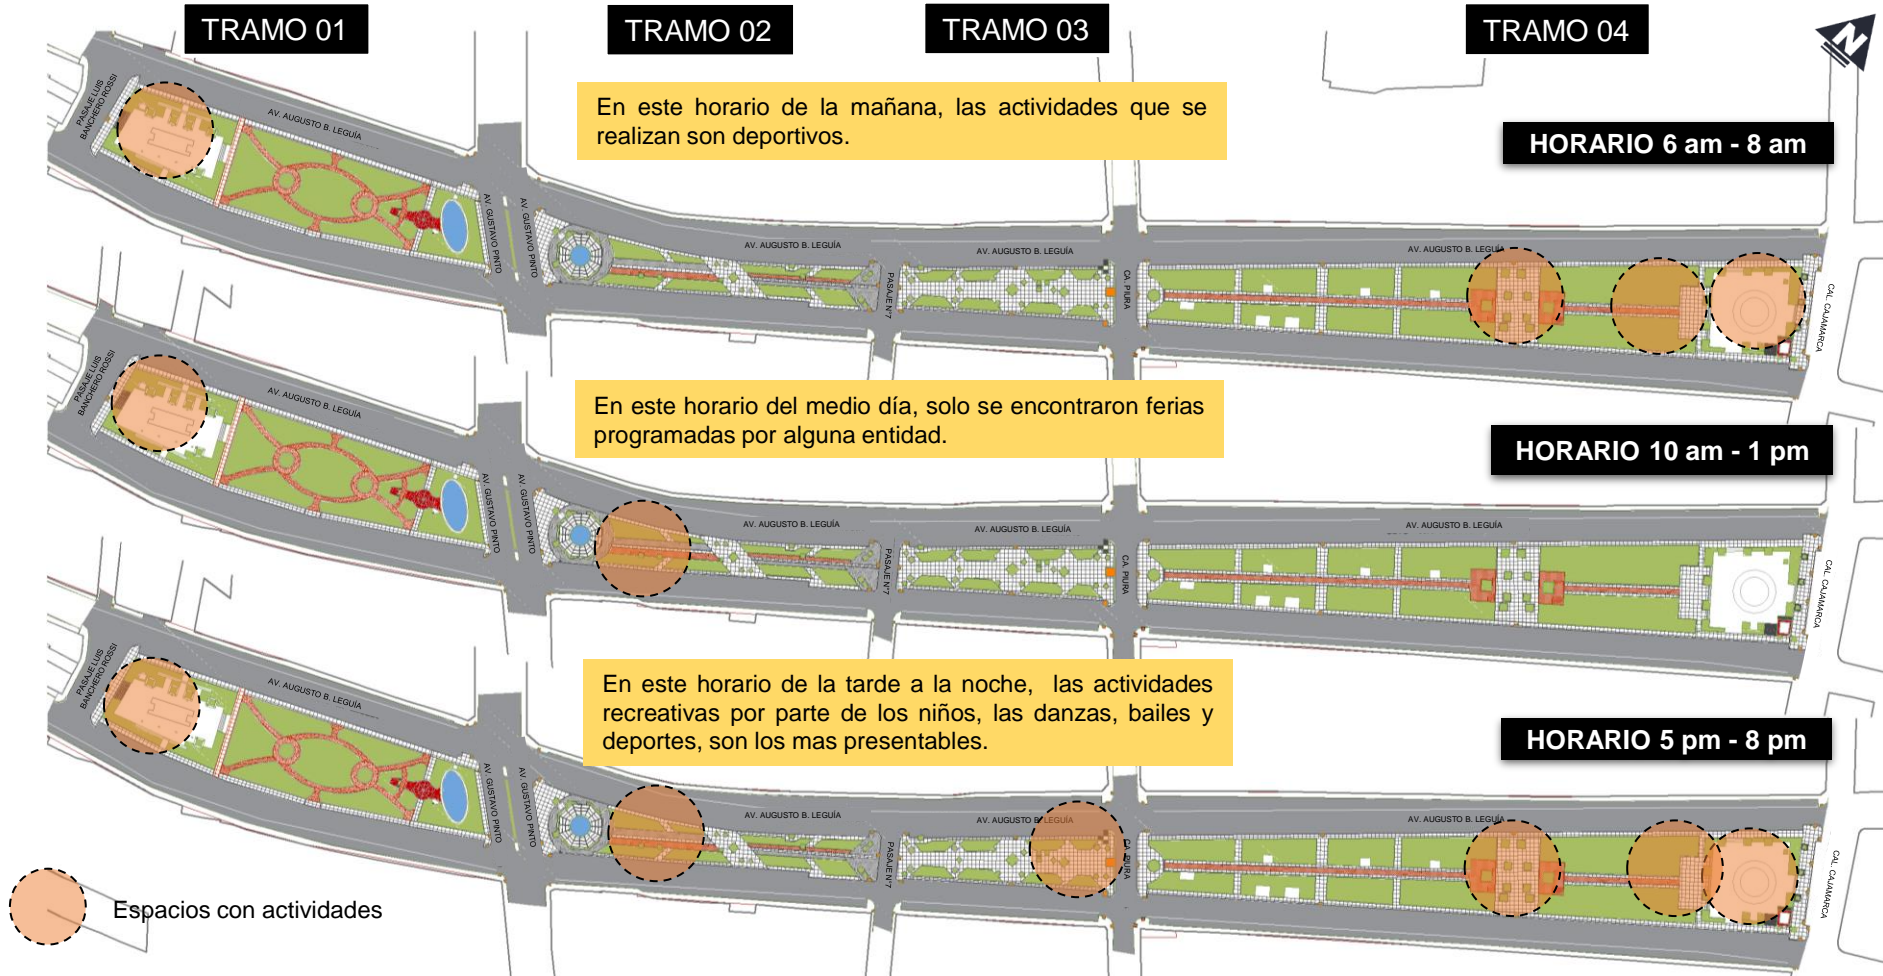 TRAMO 01
TRAMO 02
TRAMO 03
TRAMO 04
N
En este horario de la mañana, las actividades que se
realizan son deportivos.
HORARIO 6 am - 8 am
PASAJE LUIS
BANCHERO ROSSI
AV. AUGUSTO B. LEGUÍA
AV. GUSTAVO PINTO
AV. GUSTAVO PINTO
AV. AUGUSTO B. LEGUÍA
PASAJE N°7
AV. AUGUSTO B. LEGUÍA
CA. PIURA
AV. AUGUSTO B. LEGUÍA
CAL. CAJAMARCA
En este horario del medio día, solo se encontraron ferias
programadas por alguna entidad.
HORARIO 10 am - 1 pm
PASAJE LUIS
BANCHERO ROSSI
AV. AUGUSTO B. LEGUÍA
AV. GUSTAVO PINTO
AV. GUSTAVO PINTO
AV. AUGUSTO B. LEGUÍA
PASAJE N°7
AV. AUGUSTO B. LEGUÍA
CA. PIURA
AV. AUGUSTO B. LEGUÍA
CAL. CAJAMARCA
En este horario de la tarde a la noche, las actividades
recreativas por parte de los niños, las danzas, bailes y
deportes, son los mas presentables.
HORARIO 5 pm - 8 pm
PASAJE LUIS
BANCHERO ROSSI
AV. AUGUSTO B. LEGUÍA
AV. GUSTAVO PINTO
AV. GUSTAVO PINTO
AV. AUGUSTO B. LEGUÍA
PASAJE N°7
AV. AUGUSTO B. LEGUÍA
CA. PIURA
AV. AUGUSTO B. LEGUÍA
CAL. CAJAMARCA
Espacios con actividades